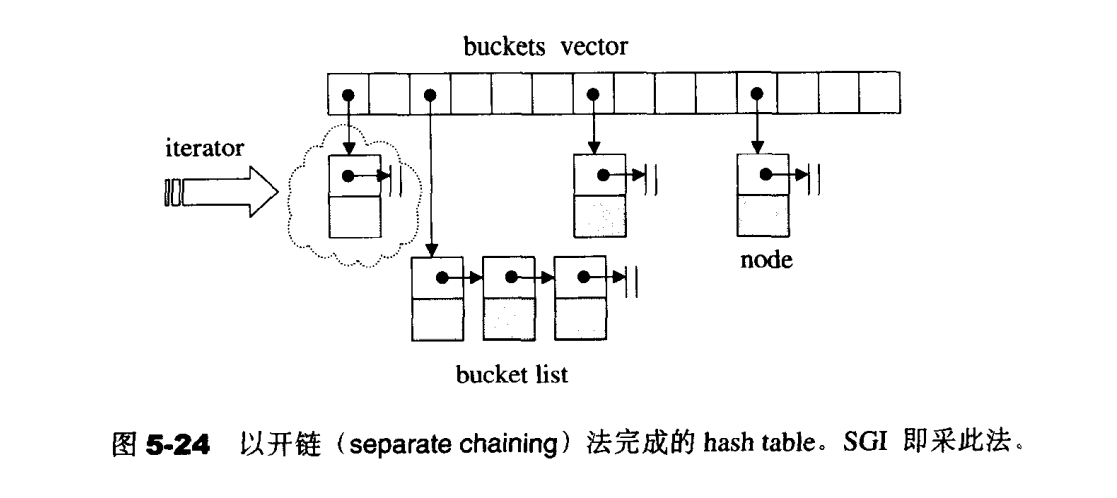 buckets vector
iterator
node
bucket list
图 5-24 以开链（separate chaining）法完成的 hash table。SGI 即采此法。